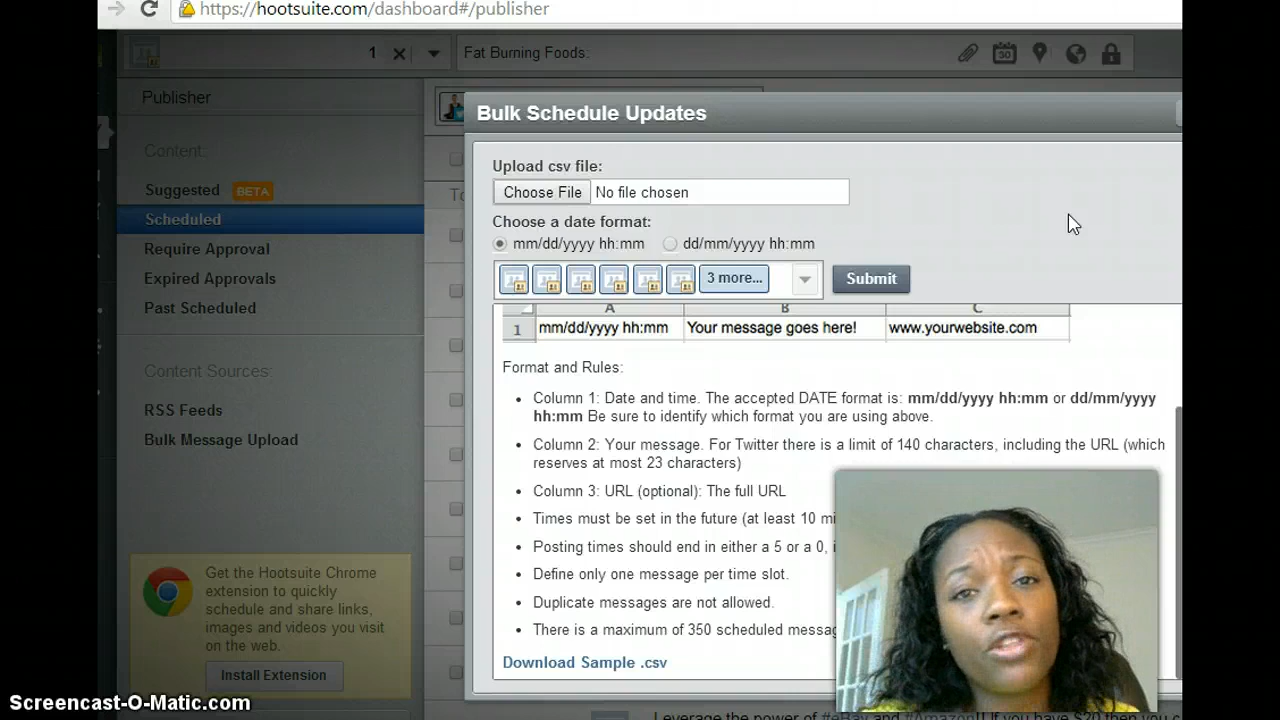 https://hootsuite.com/dashboard#/publisher
1
Fat Burning Foods:
30
Publisher
Content:
Suggested BETA
Scheduled
Require Approval
Expired Approvals
Past Scheduled
Content Sources:
RSS Feeds
Bulk Message Upload
Get the Hootsuite Chrome
extension to quickly
schedule and share links,
images and videos you visit
on the web.
Install Extension
Bulk Schedule Updates
Upload csv file:
Choose File No file chosen
Choose a date format:
mm/dd/yyyy hh:mm dd/mm/yyyy hh:mm
3 more...
Submit
A B C
1 mm/dd/yyyy hh:mm Your message goes here! www.yourwebsite.com
Format and Rules:
Column 1: Date and time. The accepted DATE format is: mm/dd/yyyy hh:mm or dd/mm/yyyy
hh:mm Be sure to identify which format you are using above.
Column 2: Your message. For Twitter there is a limit of 140 characters, including the URL (which
reserves at most 23 characters)
Column 3: URL (optional): The full URL
Times must be set in the future (at least 10
Posting times should end in either a 5 or a 0,
Define only one message per time slot.
Duplicate messages are not allowed.
There is a maximum of 350 scheduled
Download Sample .csv
Leverage the power of #eBay and #Amazon!! If you have $20 then you
Screencast-O-Matic.com